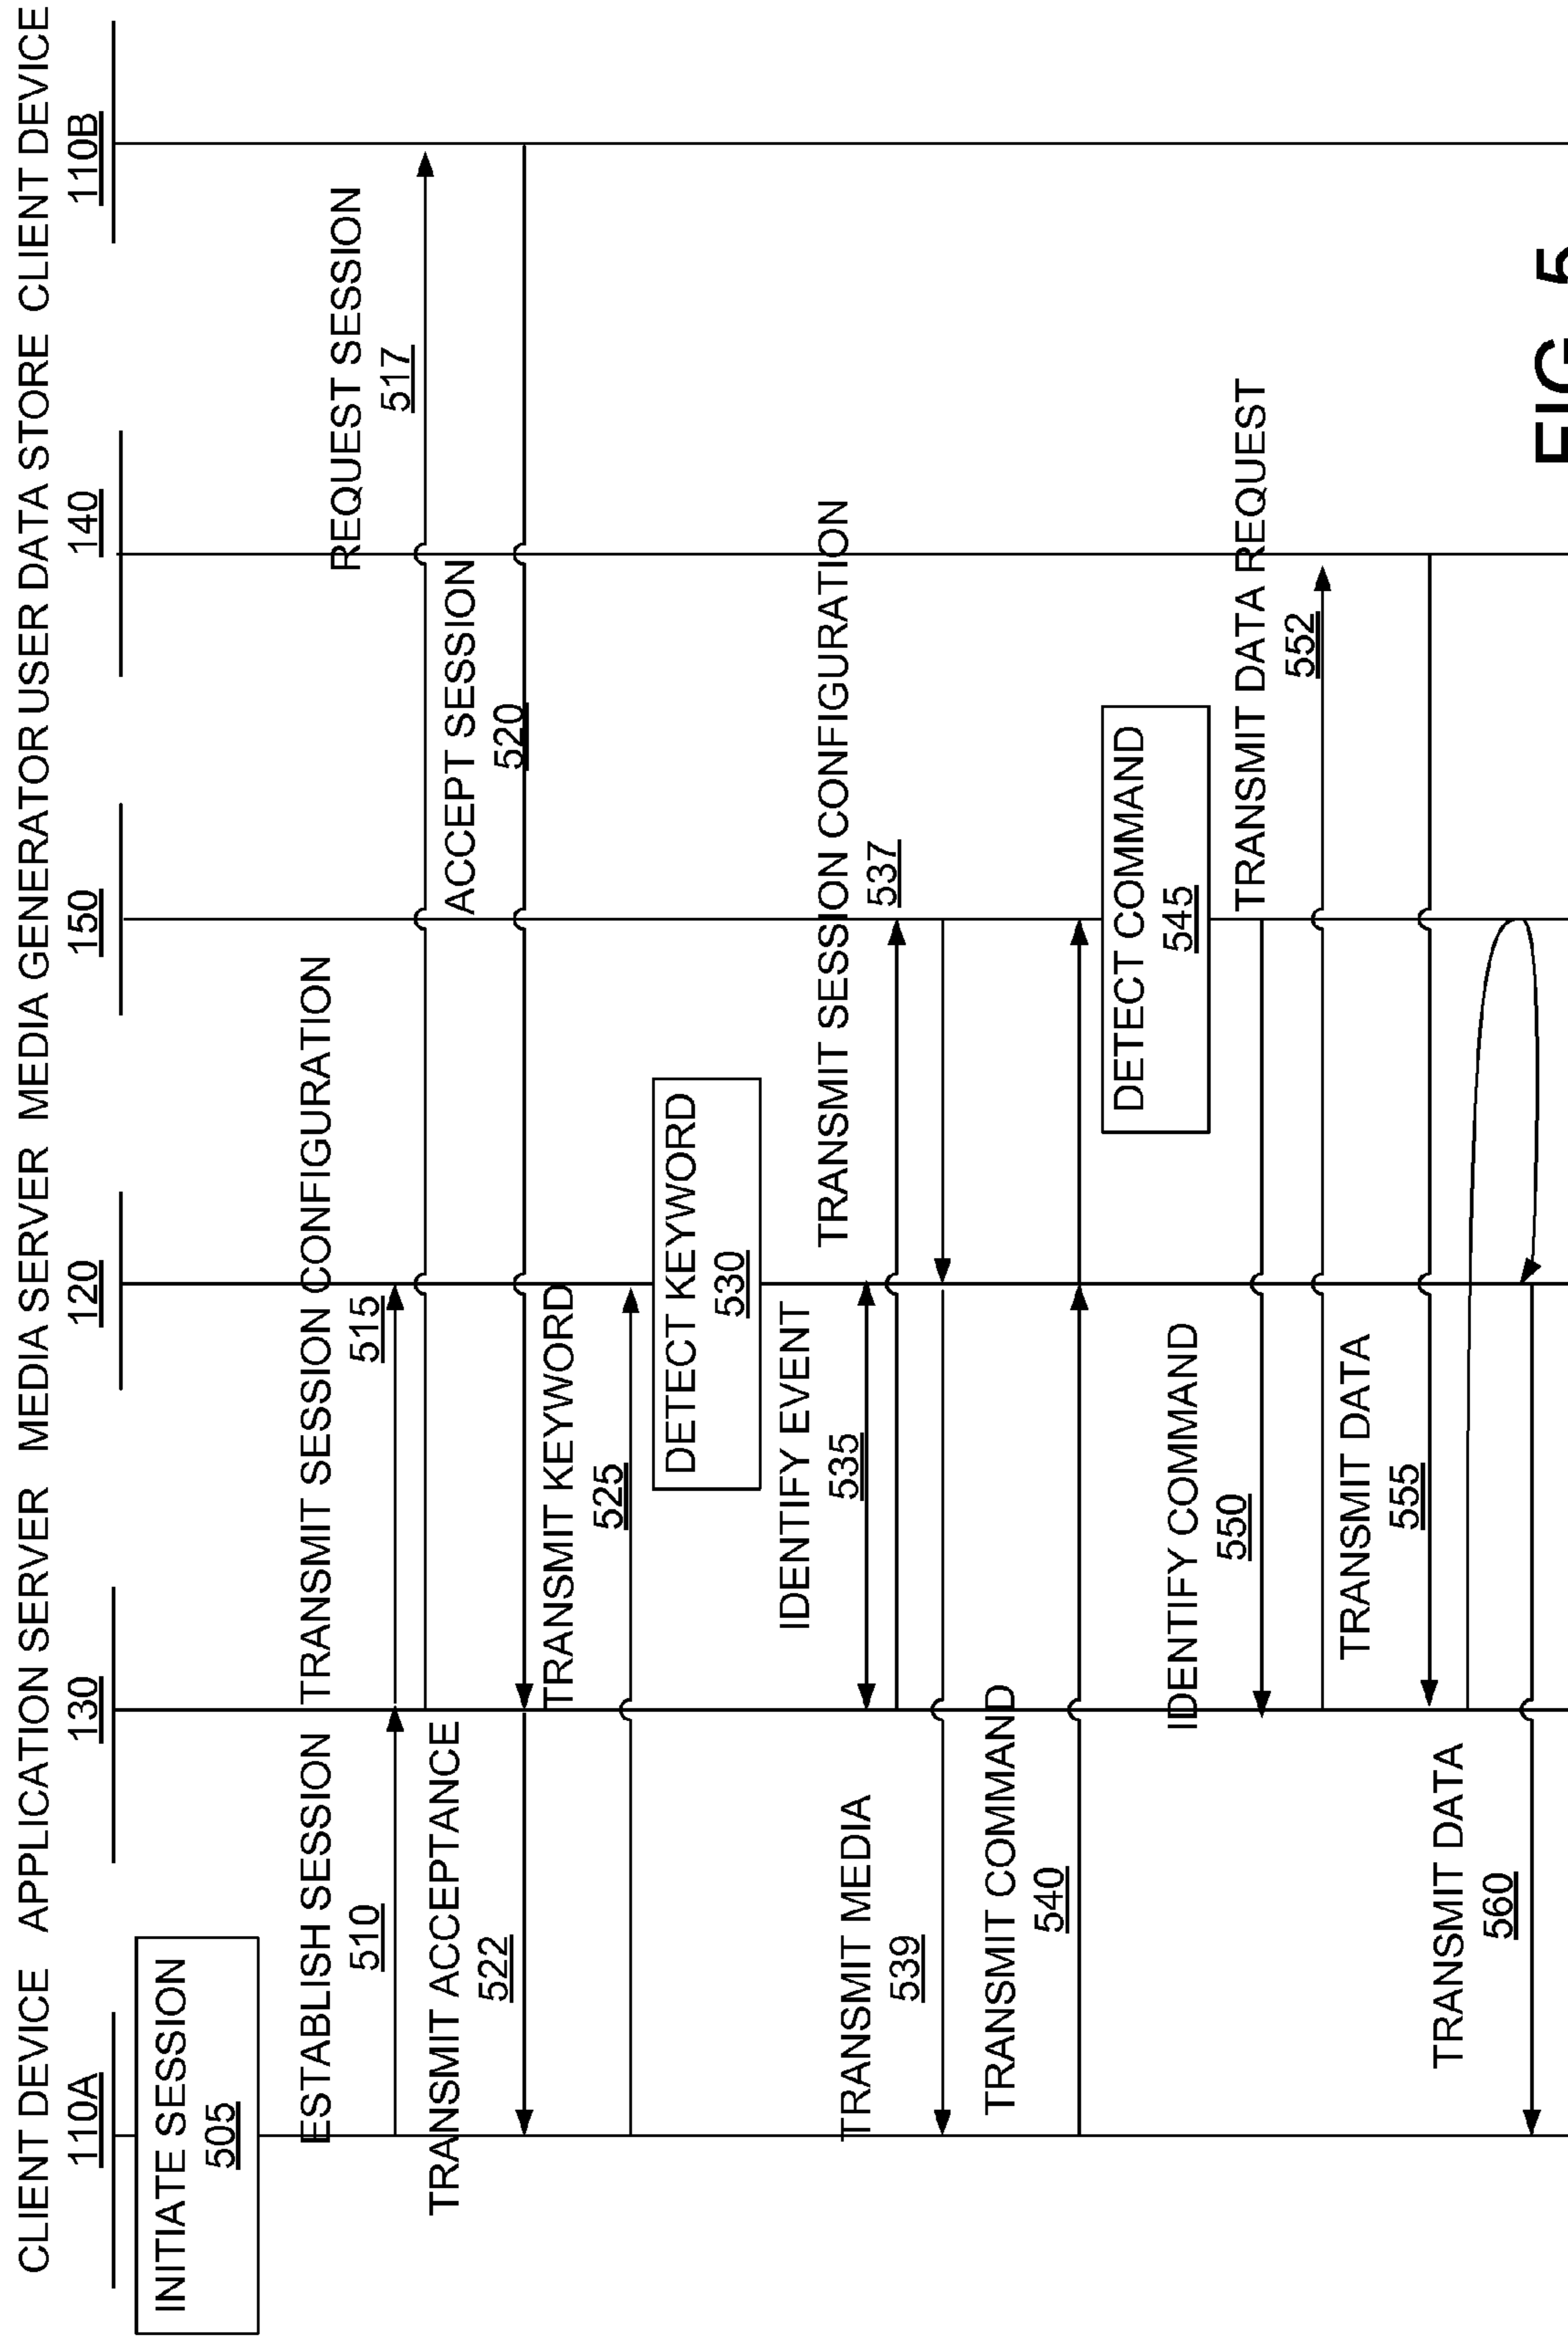 CLIENT DEVICE
110A
APPLICATION SERVER
130
MEDIA SERVER
120
MEDIA GENERATOR
150
USER DATA STORE
140
CLIENT DEVICE
110B
INITIATE SESSION
505
ESTABLISH SESSION
510
TRANSMIT SESSION CONFIGURATION
515
REQUEST SESSION
517
ACCEPT SESSION
520
TRANSMIT ACCEPTANCE
522
TRANSMIT KEYWORD
525
DETECT KEYWORD
530
IDENTIFY EVENT
535
TRANSMIT SESSION CONFIGURATION
537
TRANSMIT MEDIA
539
TRANSMIT COMMAND
540
DETECT COMMAND
545
IDENTIFY COMMAND
550
TRANSMIT DATA REQUEST
552
TRANSMIT DATA
555
TRANSMIT DATA
560
FIG. 5